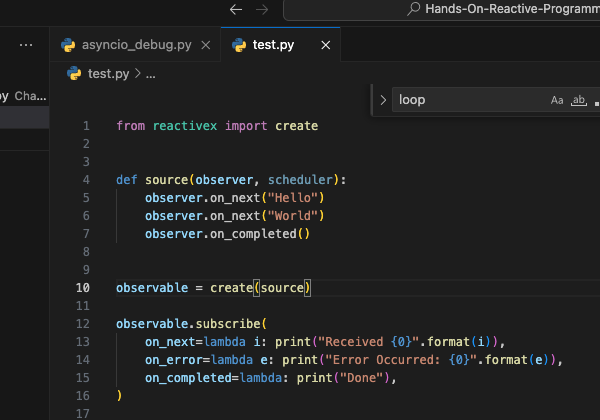 Hands-On-Reactive-Programm
asyncio_debug.py
test.py
test.py > ...
py Cha...
loop
Aa
ab
1 from reactivex import create
2
3
4 def source(observer, scheduler):
5 observer.on_next("Hello")
6 observer.on_next("World")
7 observer.on_completed()
8
9
10 observable = create(source)
11
12 observable.subscribe(
13 on_next=lambda i: print("Received {0}".format(i)),
14 on_error=lambda e: print("Error Occurred: {0}".format(e)),
15 on_completed=lambda: print("Done"),
16 )
17